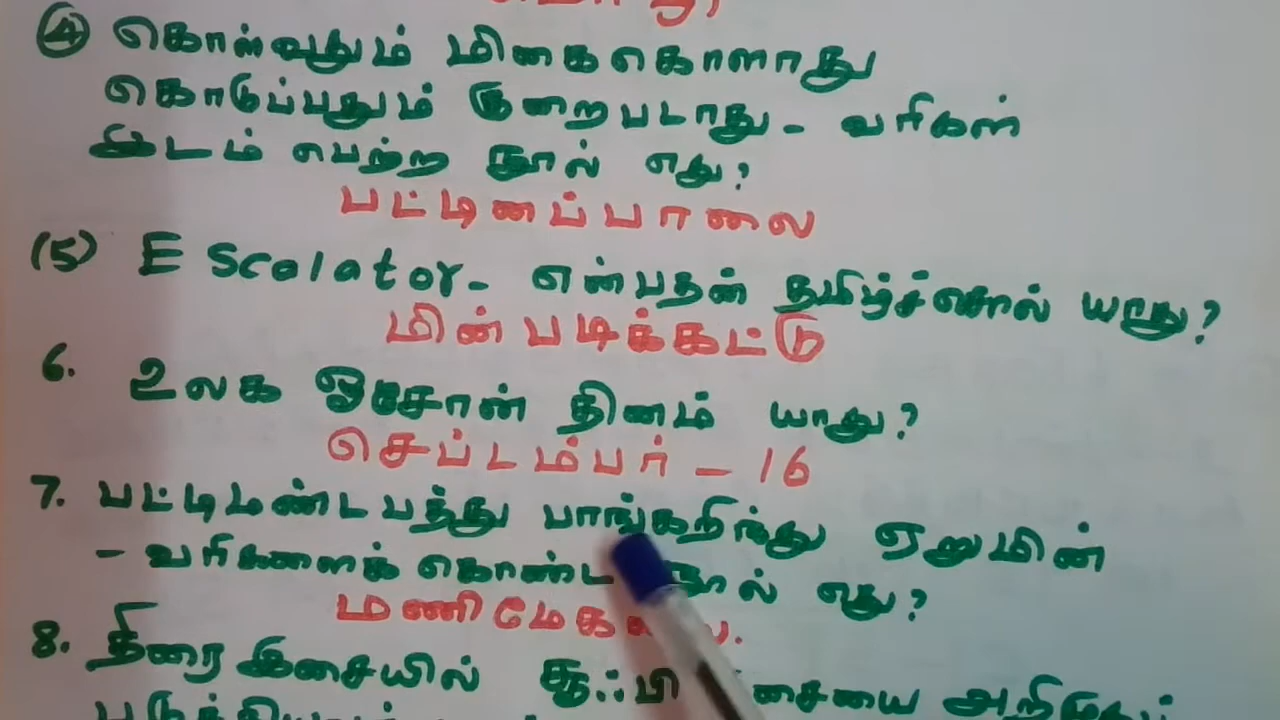 ④ கொள்வதும் மிகைகொளாது
கொடுப்பதும் குறைபடாது - வரிகள்
இடம் பெற்ற நூல் எது?
பட்டினப்பாலை
(5) Escalator - என்பதன் தமிழ்ச்சொல் யாது?
மின் படிக்கட்டு
6. உலக ஓசோன் தினம் யாது?
செப்டம்பர் - 16
7. பட்டிமண்டபத்து பாங்கறிந்து ஏறுமின்
- வரிகளைக் கொண்ட நூல் எது?
மணிமேகலை.
8. திரை இசையில் சூஃபி